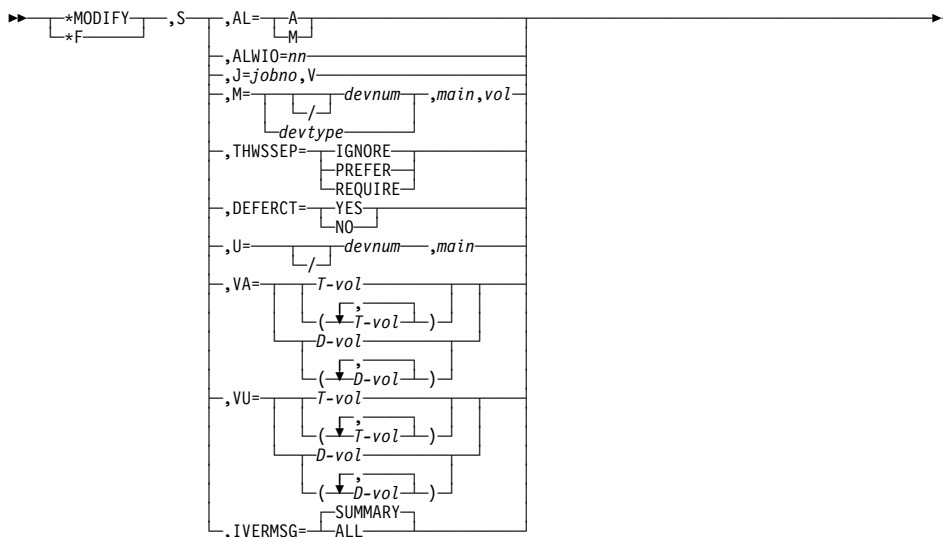 *MODIFY ,S ,AL= A
*F M
,ALWIO=nn
,J=jobno,V
,M= devnum ,main,vol
/
devtype
,THWSSEP= IGNORE
PREFER
REQUIRE
,DEFERCT= YES
NO
,U= devnum ,main
/
,VA= T-vol
,
( T-vol )
D-vol
,
( D-vol )
,VU= T-vol
,
( T-vol )
D-vol
,
( D-vol )
SUMMARY
,IVERMSG= ALL